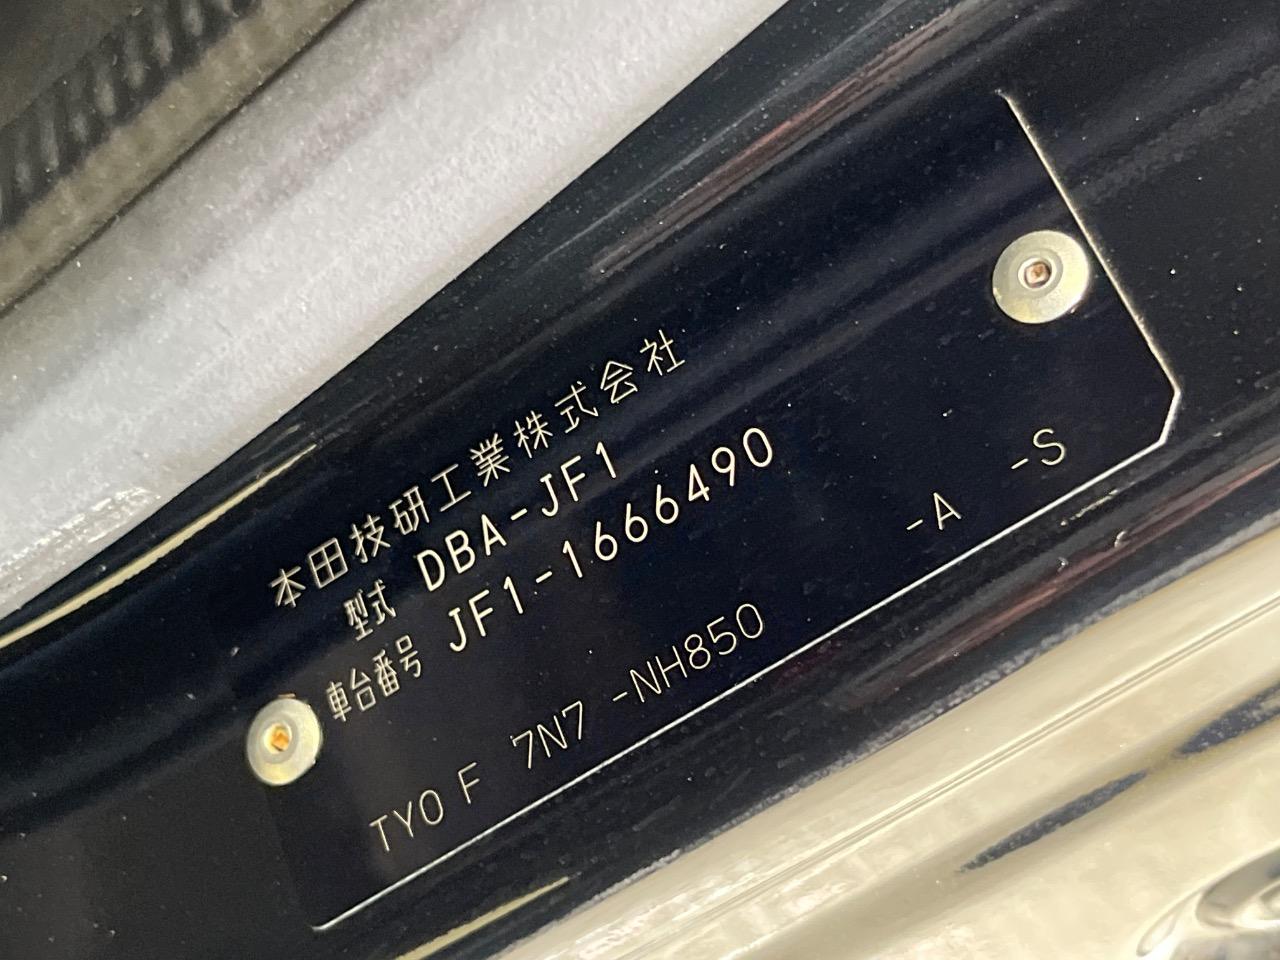 本田技研工業株式会社
型式 DBA-JF1
車台番号 JF1-1666490
TY0 F 7N7 -NH850 -A -S